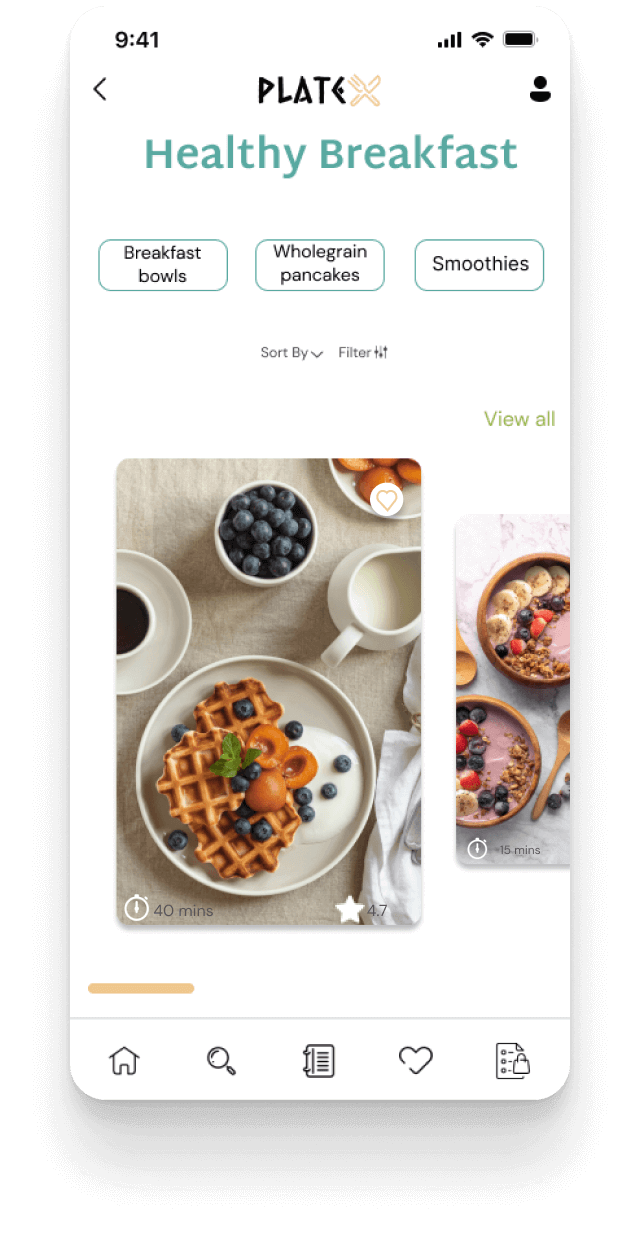 9:41
PLATE
Healthy Breakfast
Breakfast
bowls
Wholegrain
pancakes
Smoothies
Sort By
Filter
View all
40 mins
4.7
15 mins